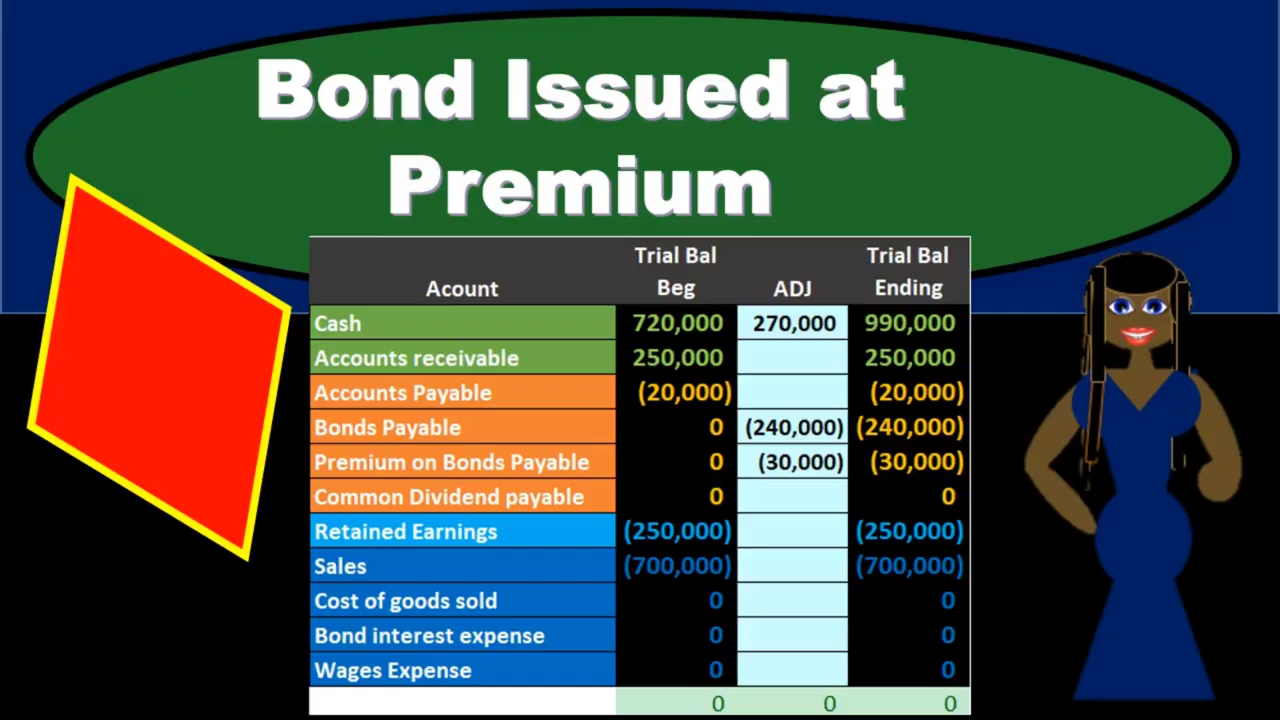 Bond Issued at
Premium
Trial Bal Trial Bal
Acount Beg ADJ Ending
Cash 720,000 270,000 990,000
Accounts receivable 250,000 250,000
Accounts Payable (20,000) (20,000)
Bonds Payable 0 (240,000) (240,000)
Premium on Bonds Payable 0 (30,000) (30,000)
Common Dividend payable 0 0
Retained Earnings (250,000) (250,000)
Sales (700,000) (700,000)
Cost of goods sold 0 0
Bond interest expense 0 0
Wages Expense 0 0
0 0 0